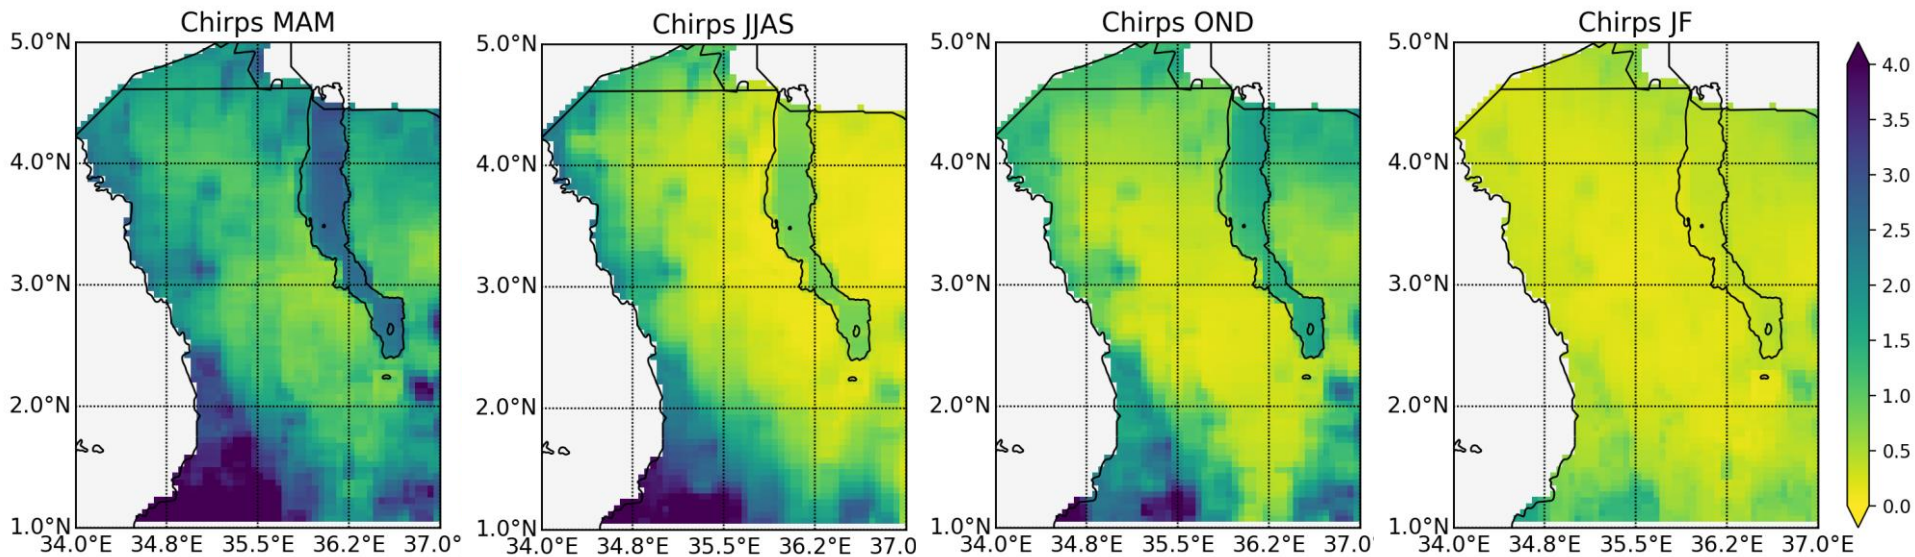 Chirps MAM
5.0°N
4.0°N
3.0°N
2.0°N
1.0°N
34.0°E 34.8°E 35.5°E 36.2°E 37.0°
Chirps JJAS
5.0°N
4.0°N
3.0°N
2.0°N
1.0°N
34.0°E 34.8°E 35.5°E 36.2°E 37.0
Chirps OND
5.0°N
4.0°N
3.0°N
2.0°N
1.0°N
34.0°E 34.8°E 35.5°E 36.2°E 37.0
Chirps JF
5.0°N
4.0°N
3.0°N
2.0°N
1.0°N
34.0°E 34.8°E 35.5°E 36.2°E 37.0°E
4.0
3.5
3.0
2.5
2.0
1.5
1.0
0.5
0.0